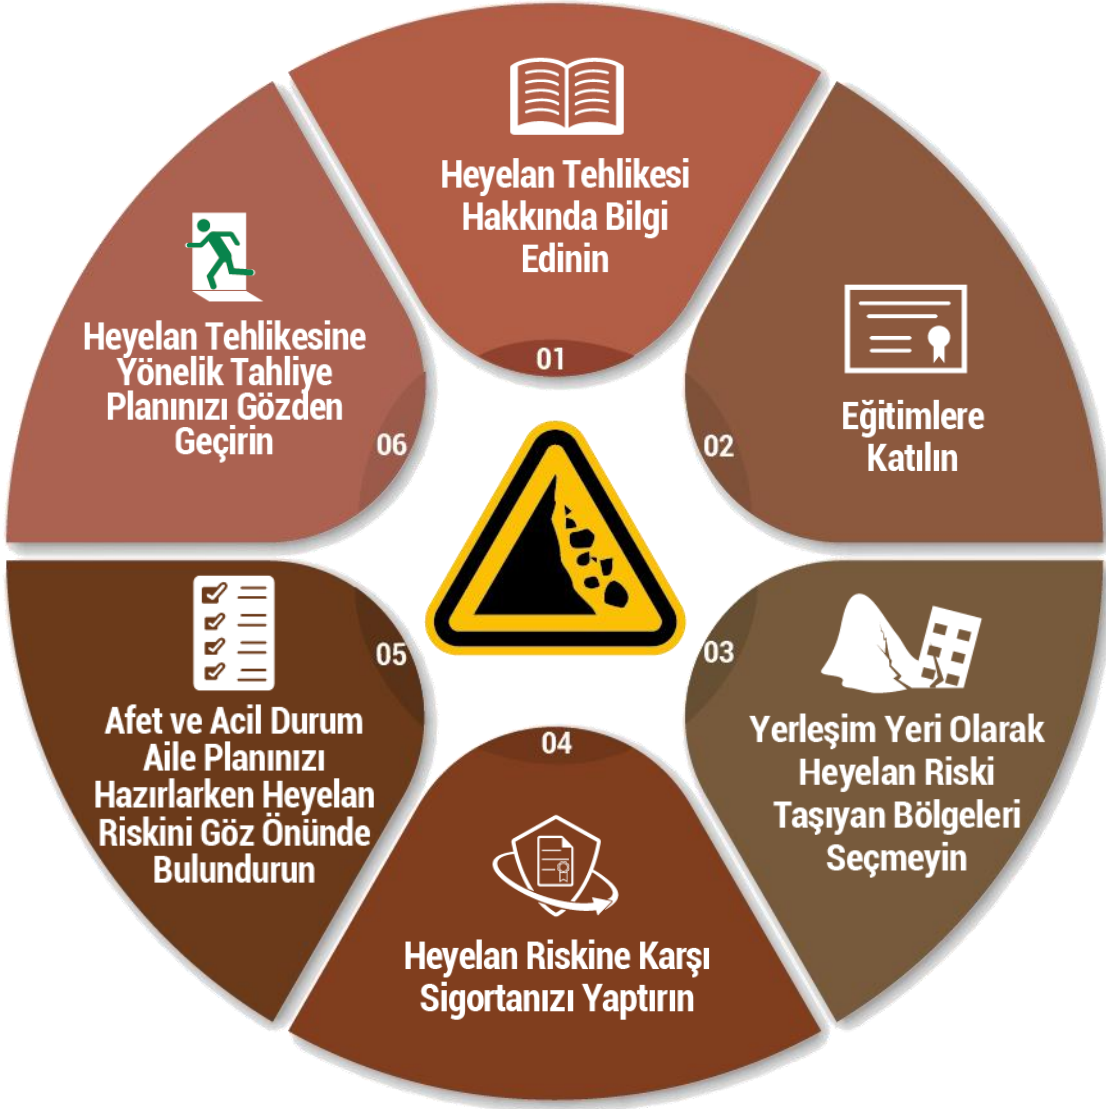 Heyelan Tehlikesi
Hakkında Bilgi
Edinin
01
Eğitimlere
Katılın
02
03
Yerleşim Yeri Olarak
Heyelan Riski
Taşıyan Bölgeleri
Seçmeyin
04
Heyelan Riskine Karşı
Sigortanızı Yaptırın
05
Afet ve Acil Durum
Aile Planınızı
Hazırlarken Heyelan
Riskini Göz Önünde
Bulundurun
Heyelan Tehlikesine
Yönelik Tahliye
Planınızı Gözden
Geçirin
06